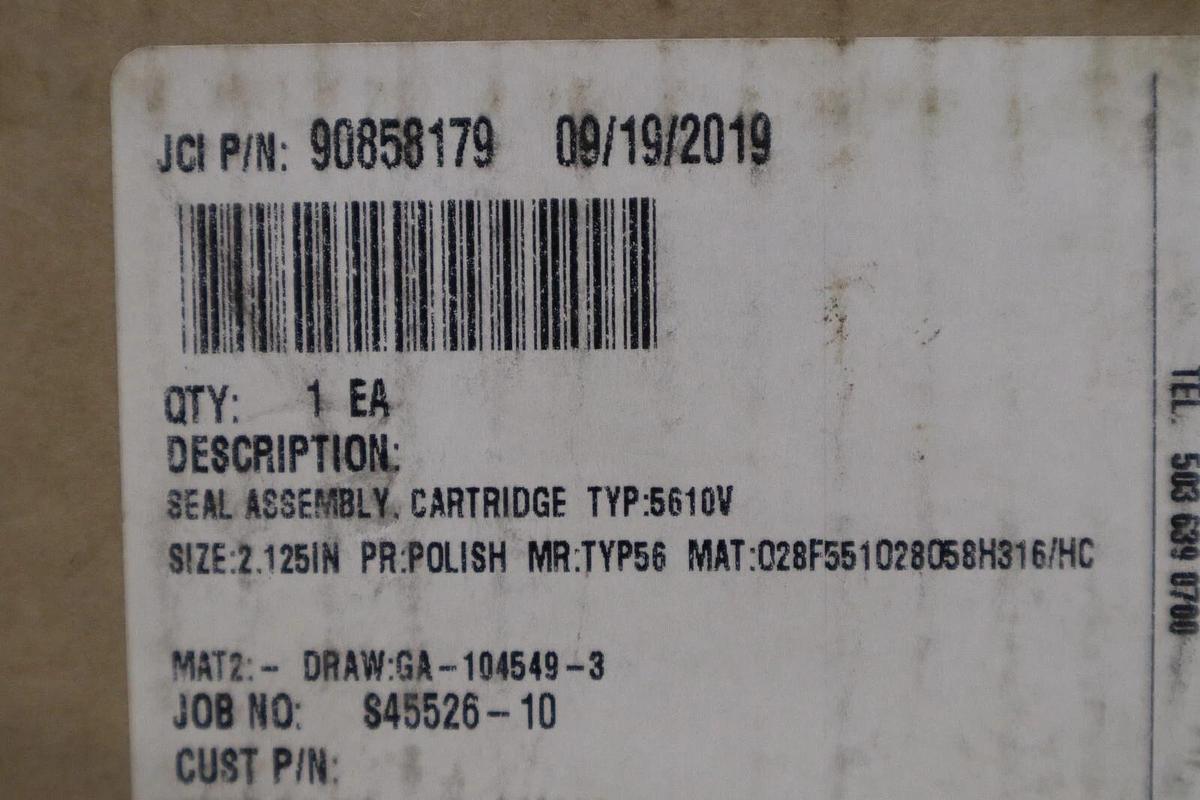 JCI P/N: 90858179 09/19/2019
QTY: 1 EA
DESCRIPTION:
SEAL ASSEMBLY, CARTRIDGE TYP:5610V
SIZE:2.125IN PR:POLISH MR:TYP56 MAT:028F551028058H316/HC
MAT2:- DRAW:GA-104549-3
JOB NO: S45526-10
CUST P/N:
TEL. 503 639 0700